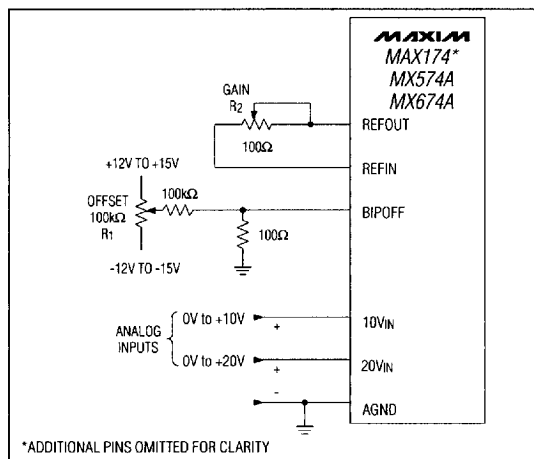 MAXIM
MAX174*
MX574A
MX674A
GAIN
R2
100Ω
REFOUT
REFIN
+12V TO +15V
OFFSET
100kΩ
R1
-12V TO -15V
100kΩ
100Ω
BIPOFF
ANALOG
INPUTS
0V to +10V
+
10VIN
0V to +20V
+
20VIN
-
AGND
*ADDITIONAL PINS OMITTED FOR CLARITY